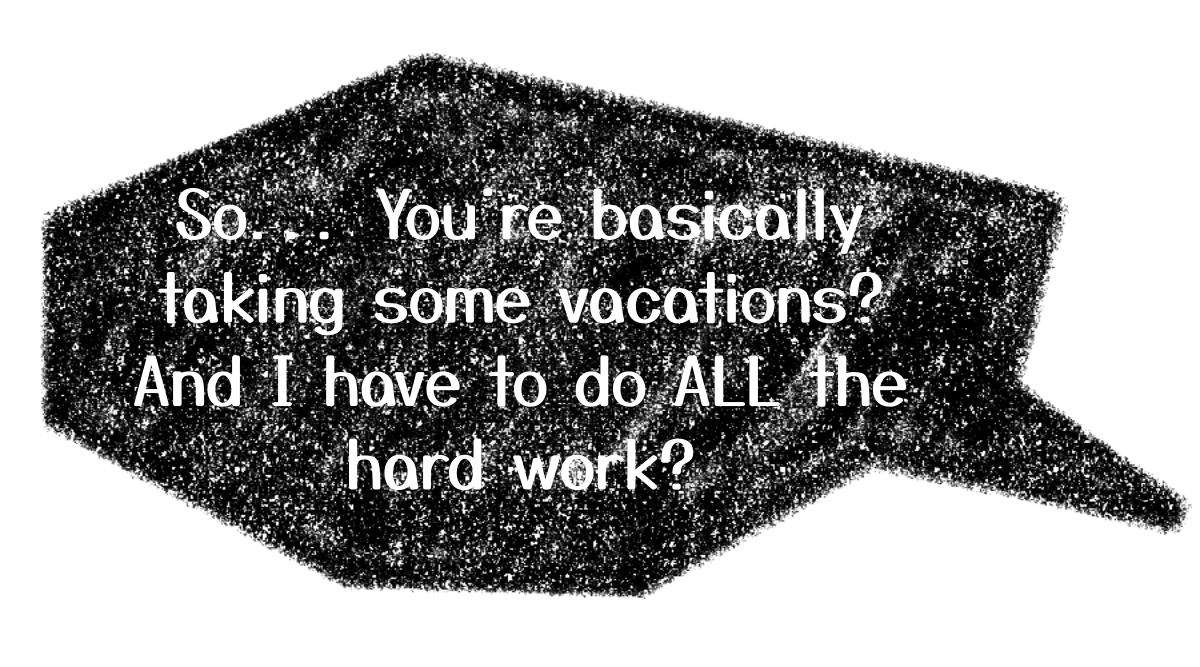 So... You're basically
taking some vacations?
And I have to do ALL the
hard work?